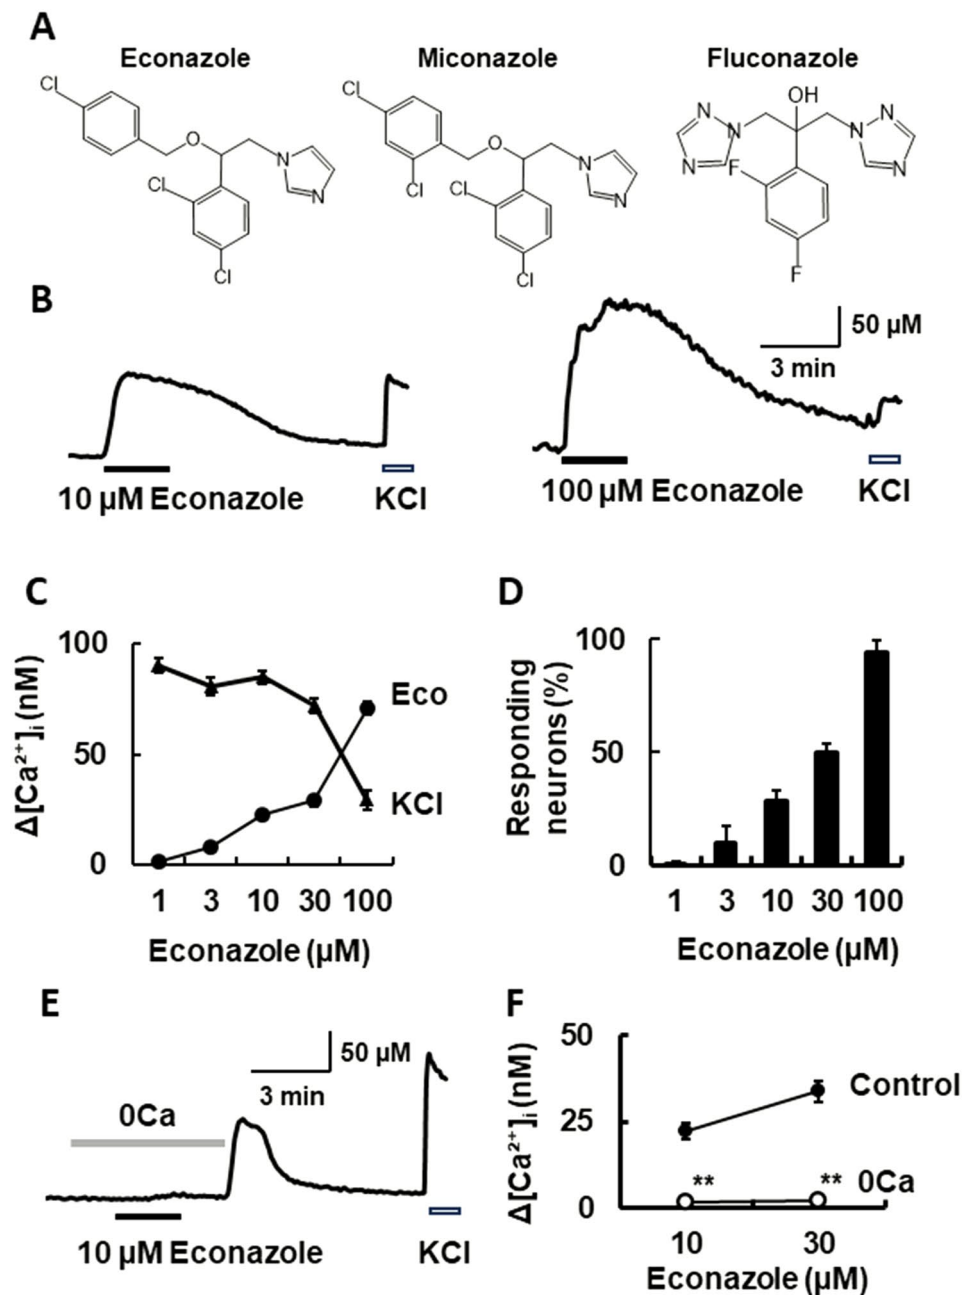 A
Econazole Miconazole Fluconazole
Cl O N N Cl Cl
Cl Cl O N N Cl Cl
OH N N N N N N F F
B
50 µM
3 min
10 µM Econazole KCl
100 µM Econazole KCl
C
Δ[Ca²⁺]ᵢ (nM)
100
50
0
Eco
KCl
1 3 10 30 100
Econazole (µM)
D
Responding
neurons (%)
100
50
0
1 3 10 30 100
Econazole (µM)
E
50 µM
3 min
0Ca
10 µM Econazole KCl
F
Δ[Ca²⁺]ᵢ (nM)
50
25
0
Control
** ** 0Ca
10 30
Econazole (µM)